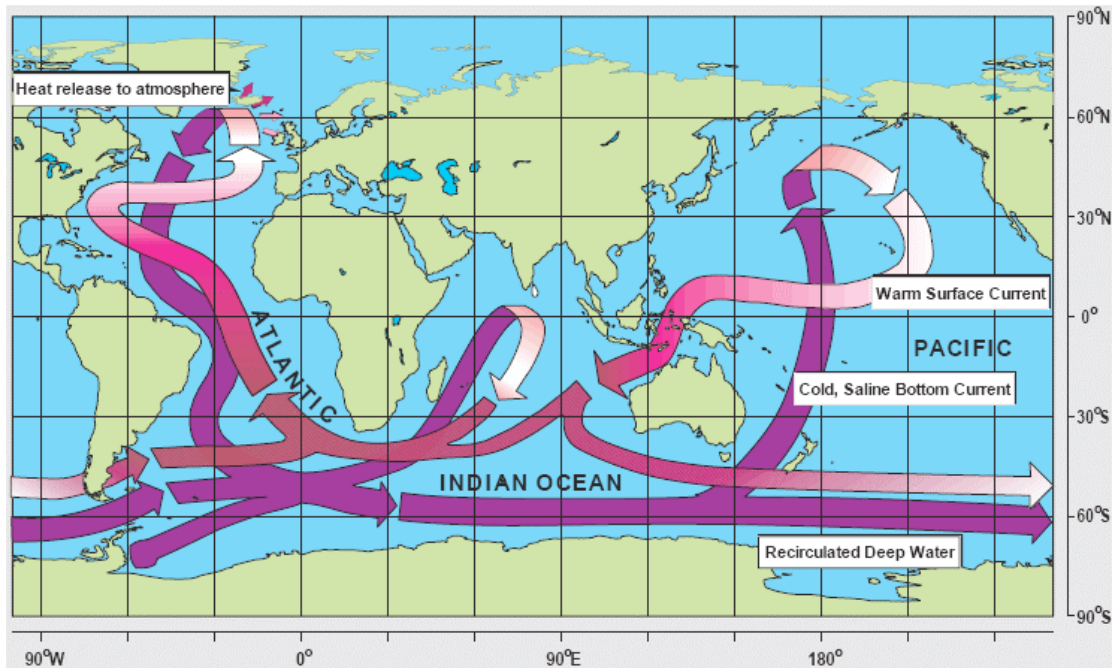 90°N
Heat release to atmosphere
60°N
30°N
Warm Surface Current
0°
ATLANTIC
PACIFIC
Cold, Saline Bottom Current
30°S
INDIAN OCEAN
60°S
Recirculated Deep Water
90°S
90°W 0° 90°E 180°